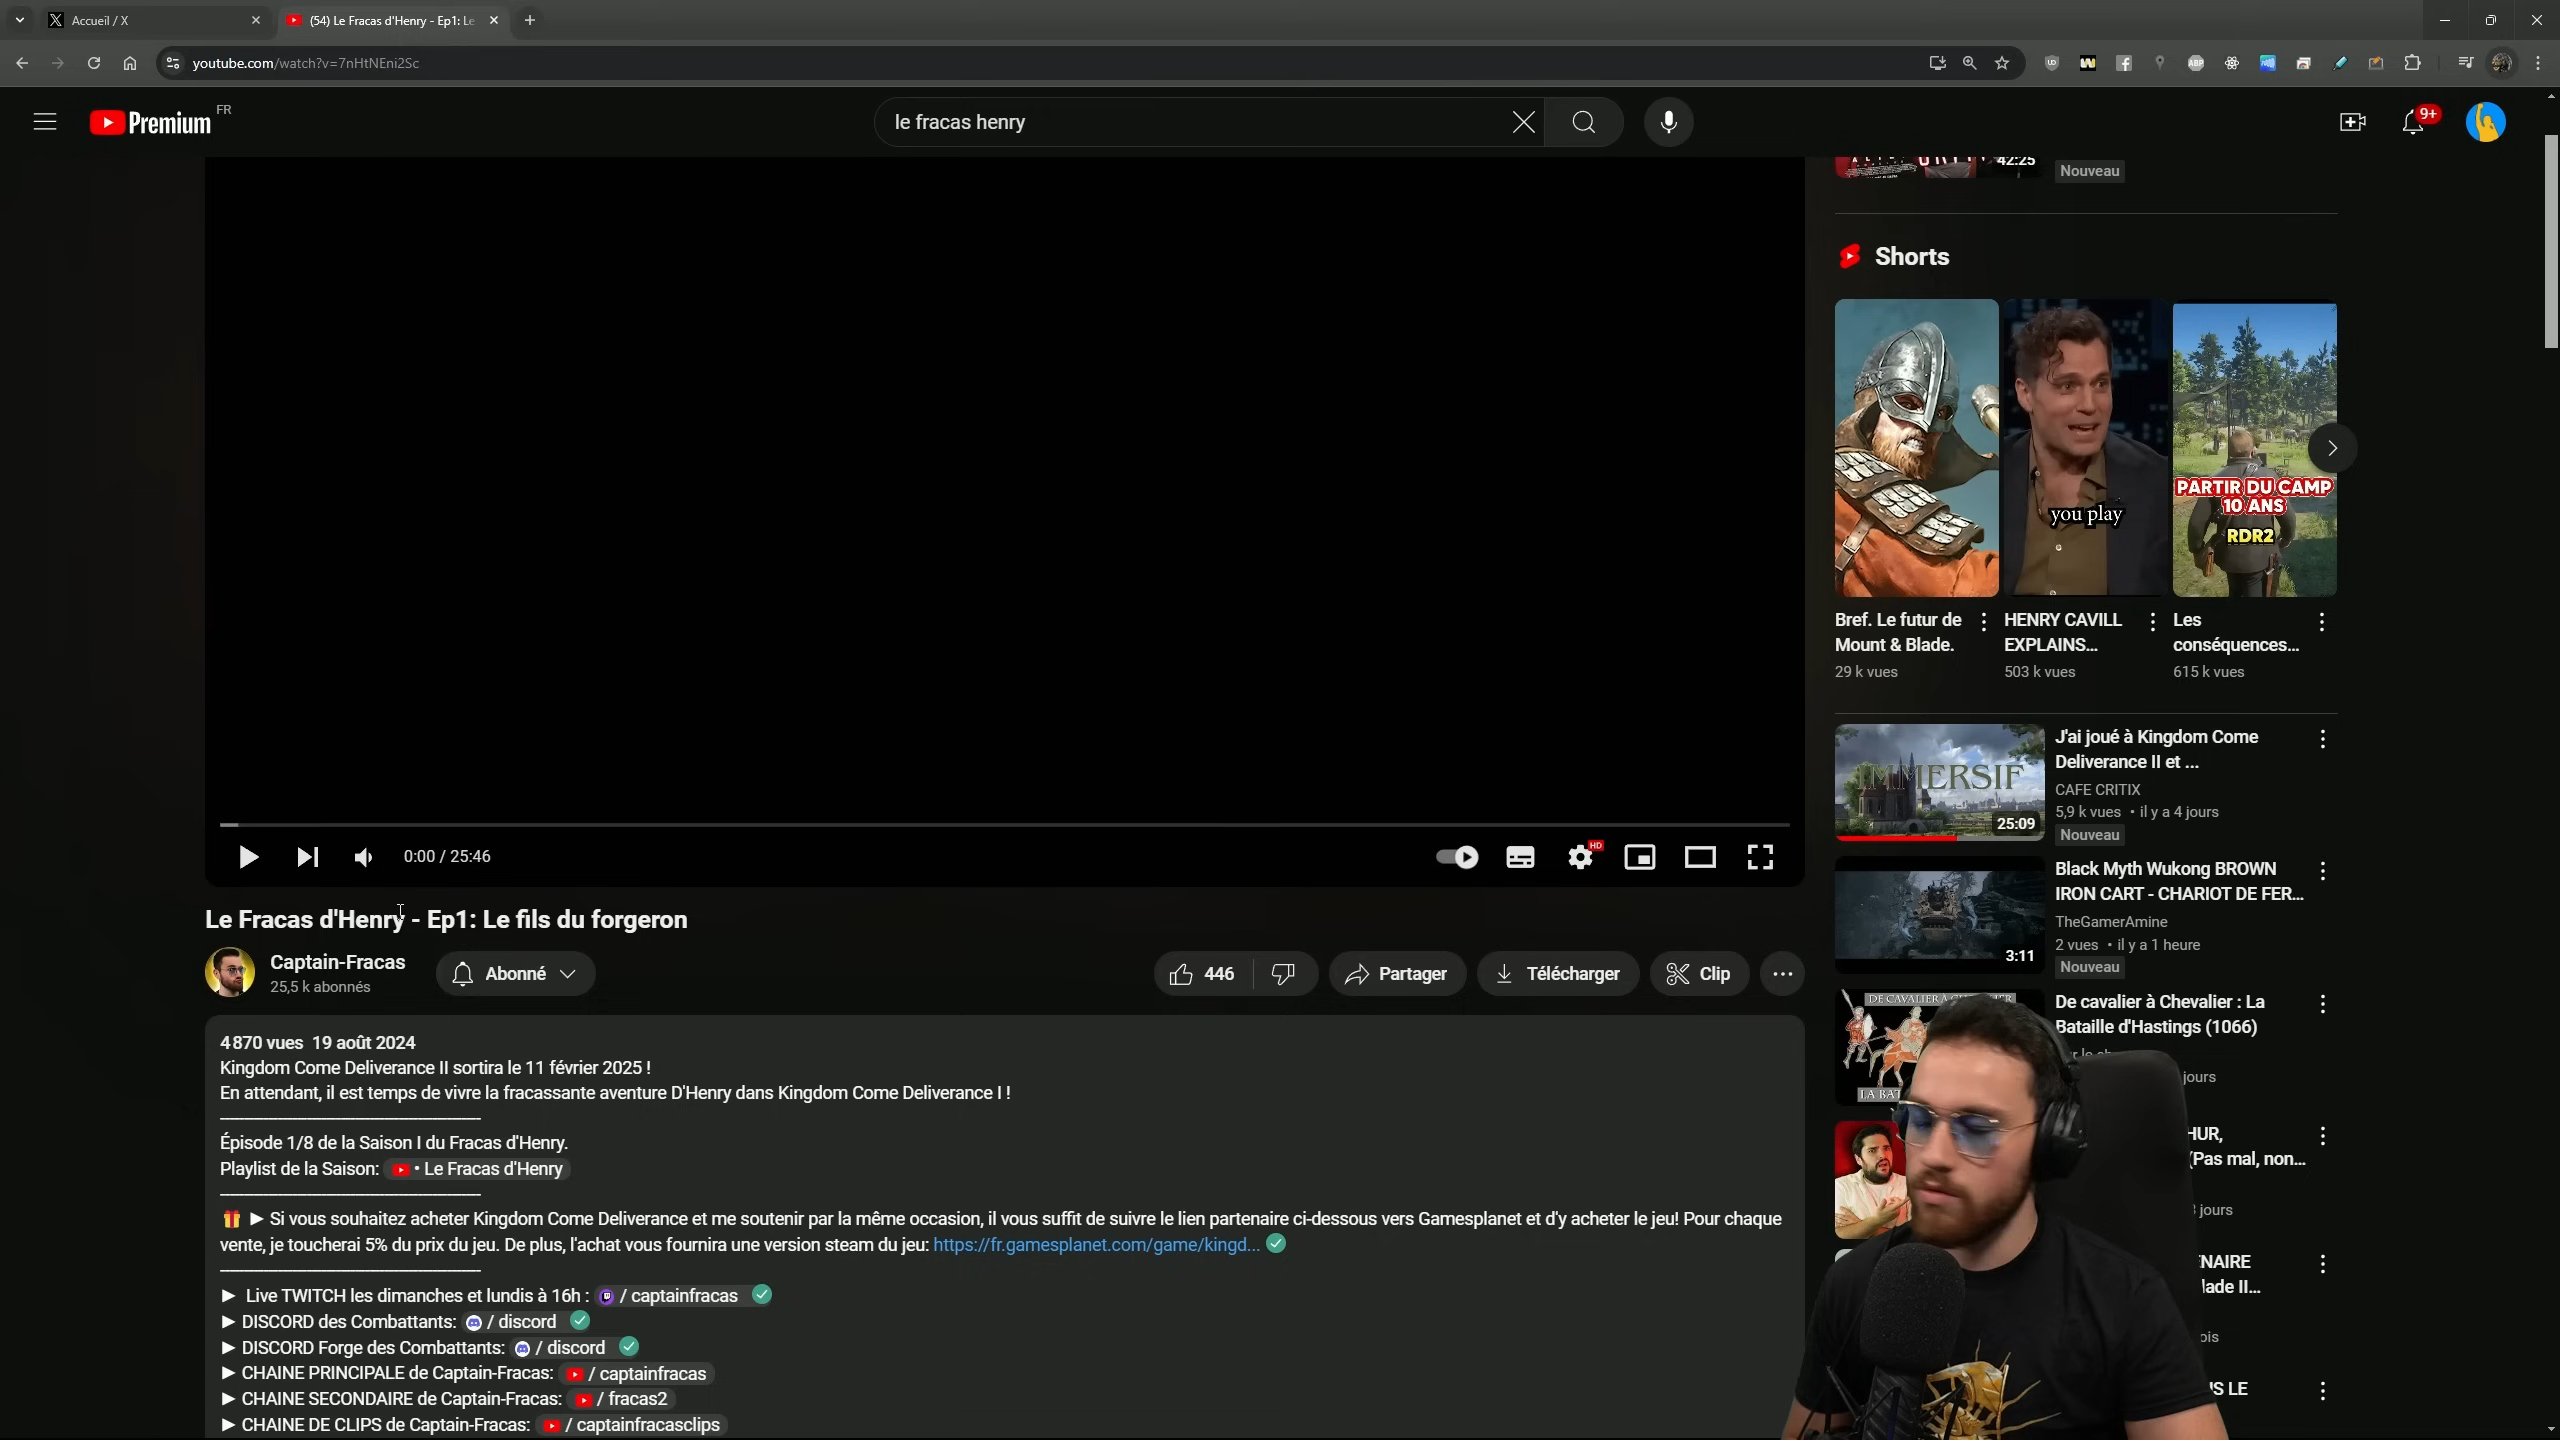 Accueil / X
(54) Le Fracas d'Henry - Ep1: Le
youtube.com/watch?v=7nHtNEni2Sc
Premium FR
le fracas henry
9+
42:25
Nouveau
Shorts
you play
PARTIR DU CAMP
10 ANS
RDR2
Bref. Le futur de
Mount & Blade.
29 k vues
HENRY CAVILL
EXPLAINS...
503 k vues
Les
conséquences...
615 k vues
0:00 / 25:46
HD
Le Fracas d'Henry - Ep1: Le fils du forgeron
Captain-Fracas
25,5 k abonnés
Abonné
446
Partager
Télécharger
Clip
4 870 vues 19 août 2024
Kingdom Come Deliverance II sortira le 11 février 2025 !
En attendant, il est temps de vivre la fracassante aventure D'Henry dans Kingdom Come Deliverance I !
Épisode 1/8 de la Saison I du Fracas d'Henry.
Playlist de la Saison: • Le Fracas d'Henry
► Si vous souhaitez acheter Kingdom Come Deliverance et me soutenir par la même occasion, il vous suffit de suivre le lien partenaire ci-dessous vers Gamesplanet et d'y acheter le jeu! Pour chaque
vente, je toucherai 5% du prix du jeu. De plus, l'achat vous fournira une version steam du jeu: https://fr.gamesplanet.com/game/kingd...
► Live TWITCH les dimanches et lundis à 16h : / captainfracas
► DISCORD des Combattants: / discord
► DISCORD Forge des Combattants: / discord
► CHAINE PRINCIPALE de Captain-Fracas: / captainfracas
► CHAINE SECONDAIRE de Captain-Fracas: / fracas2
► CHAINE DE CLIPS de Captain-Fracas: / captainfracasclips
IMMERSIF
25:09
J'ai joué à Kingdom Come
Deliverance II et ...
CAFE CRITIX
5,9 k vues • il y a 4 jours
Nouveau
3:11
Black Myth Wukong BROWN
IRON CART - CHARIOT DE FER...
TheGamerAmine
2 vues • il y a 1 heure
Nouveau
DE CAVALIER À CHEVALIER
LA BAT
De cavalier à Chevalier : La
Bataille d'Hastings (1066)
jours
HUR,
(Pas mal, non...
jours
NAIRE
lade II...
ois
S LE